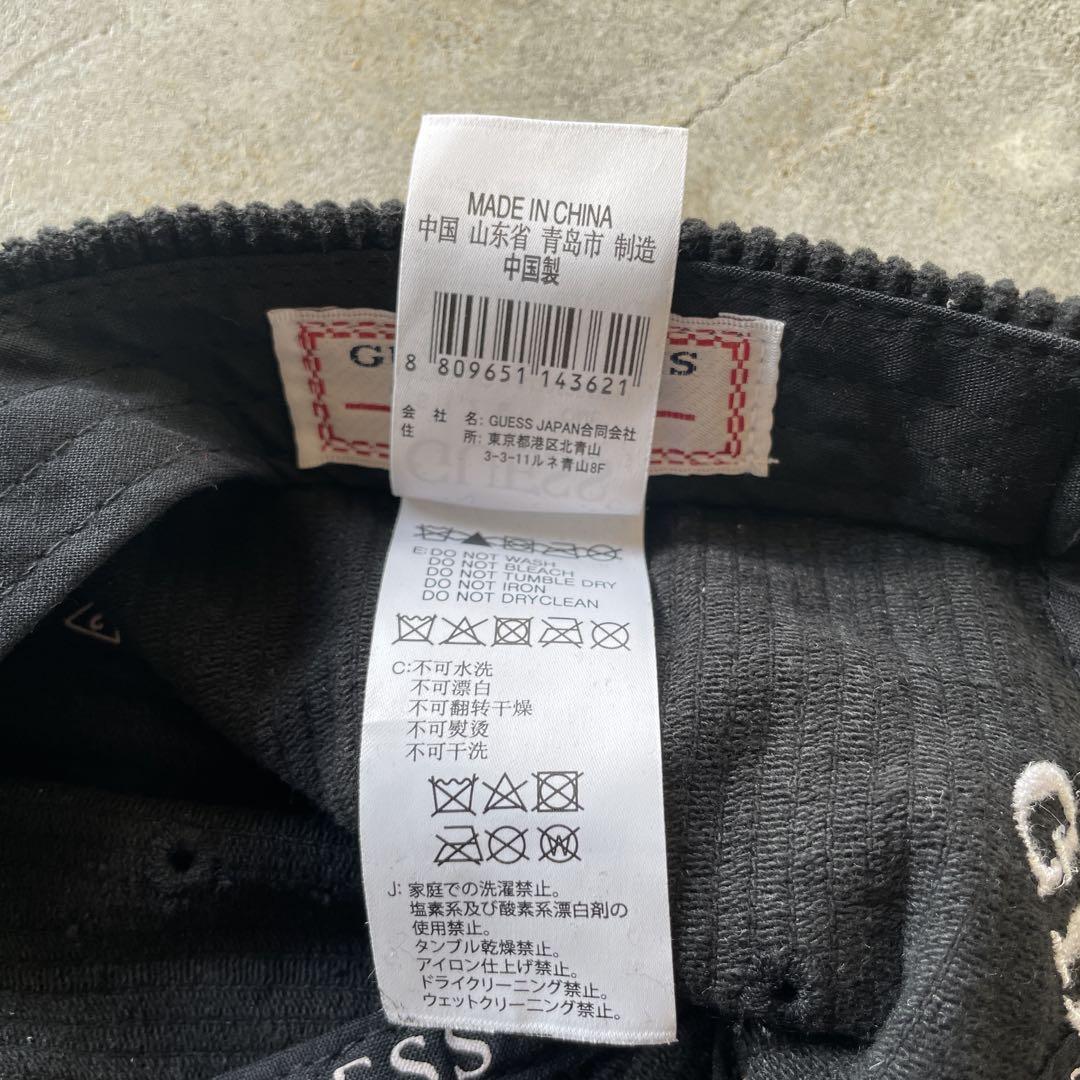 MADE IN CHINA
中国 山东省 青岛市 制造
中国製
8 809651 143621
会 社 名: GUESS JAPAN合同会社
住 所: 東京都港区北青山
3-3-11ルネ青山8F
E:DO NOT WASH
DO NOT BLEACH
DO NOT TUMBLE DRY
DO NOT IRON
DO NOT DRYCLEAN
C:不可水洗
不可漂白
不可翻转干燥
不可熨烫
不可干洗
J: 家庭での洗濯禁止。
塩素系及び酸素系漂白剤の
使用禁止。
タンブル乾燥禁止。
アイロン仕上げ禁止。
ドライクリーニング禁止。
ウェットクリーニング禁止。